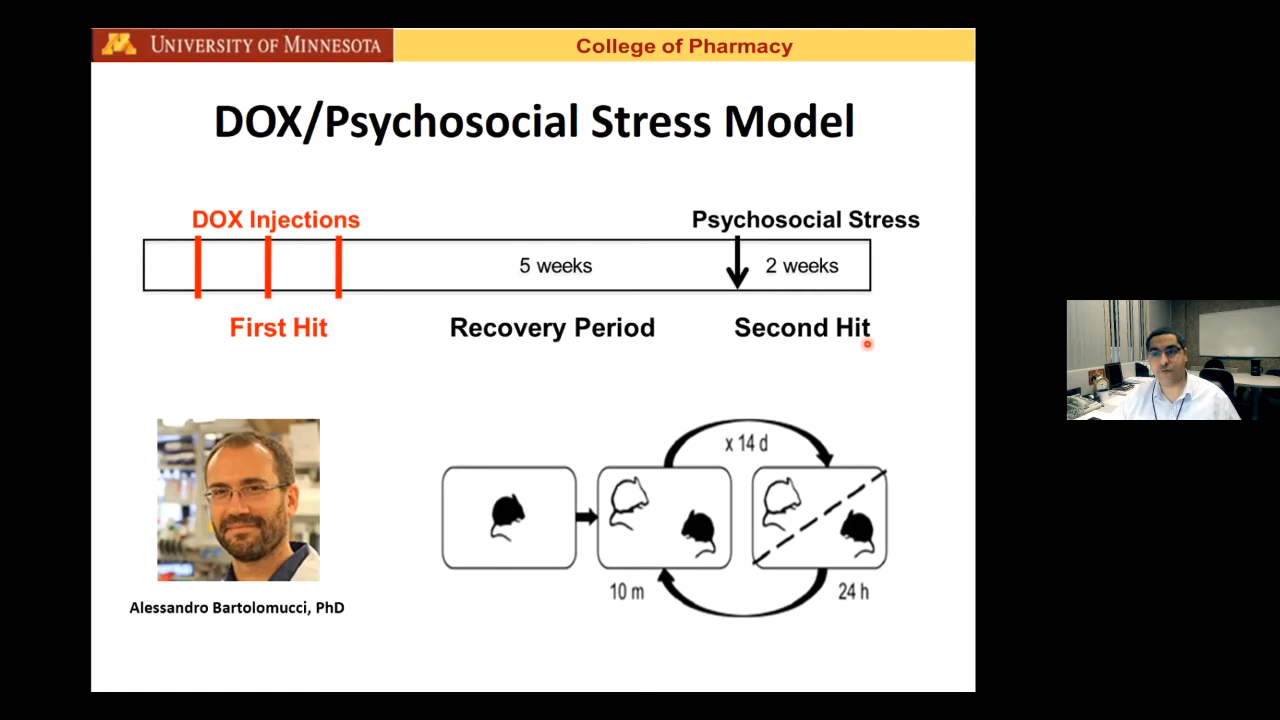 UNIVERSITY OF MINNESOTA
College of Pharmacy
DOX/Psychosocial Stress Model
DOX Injections
Psychosocial Stress
5 weeks
2 weeks
First Hit
Recovery Period
Second Hit
x 14 d
10 m
24 h
Alessandro Bartolomucci, PhD